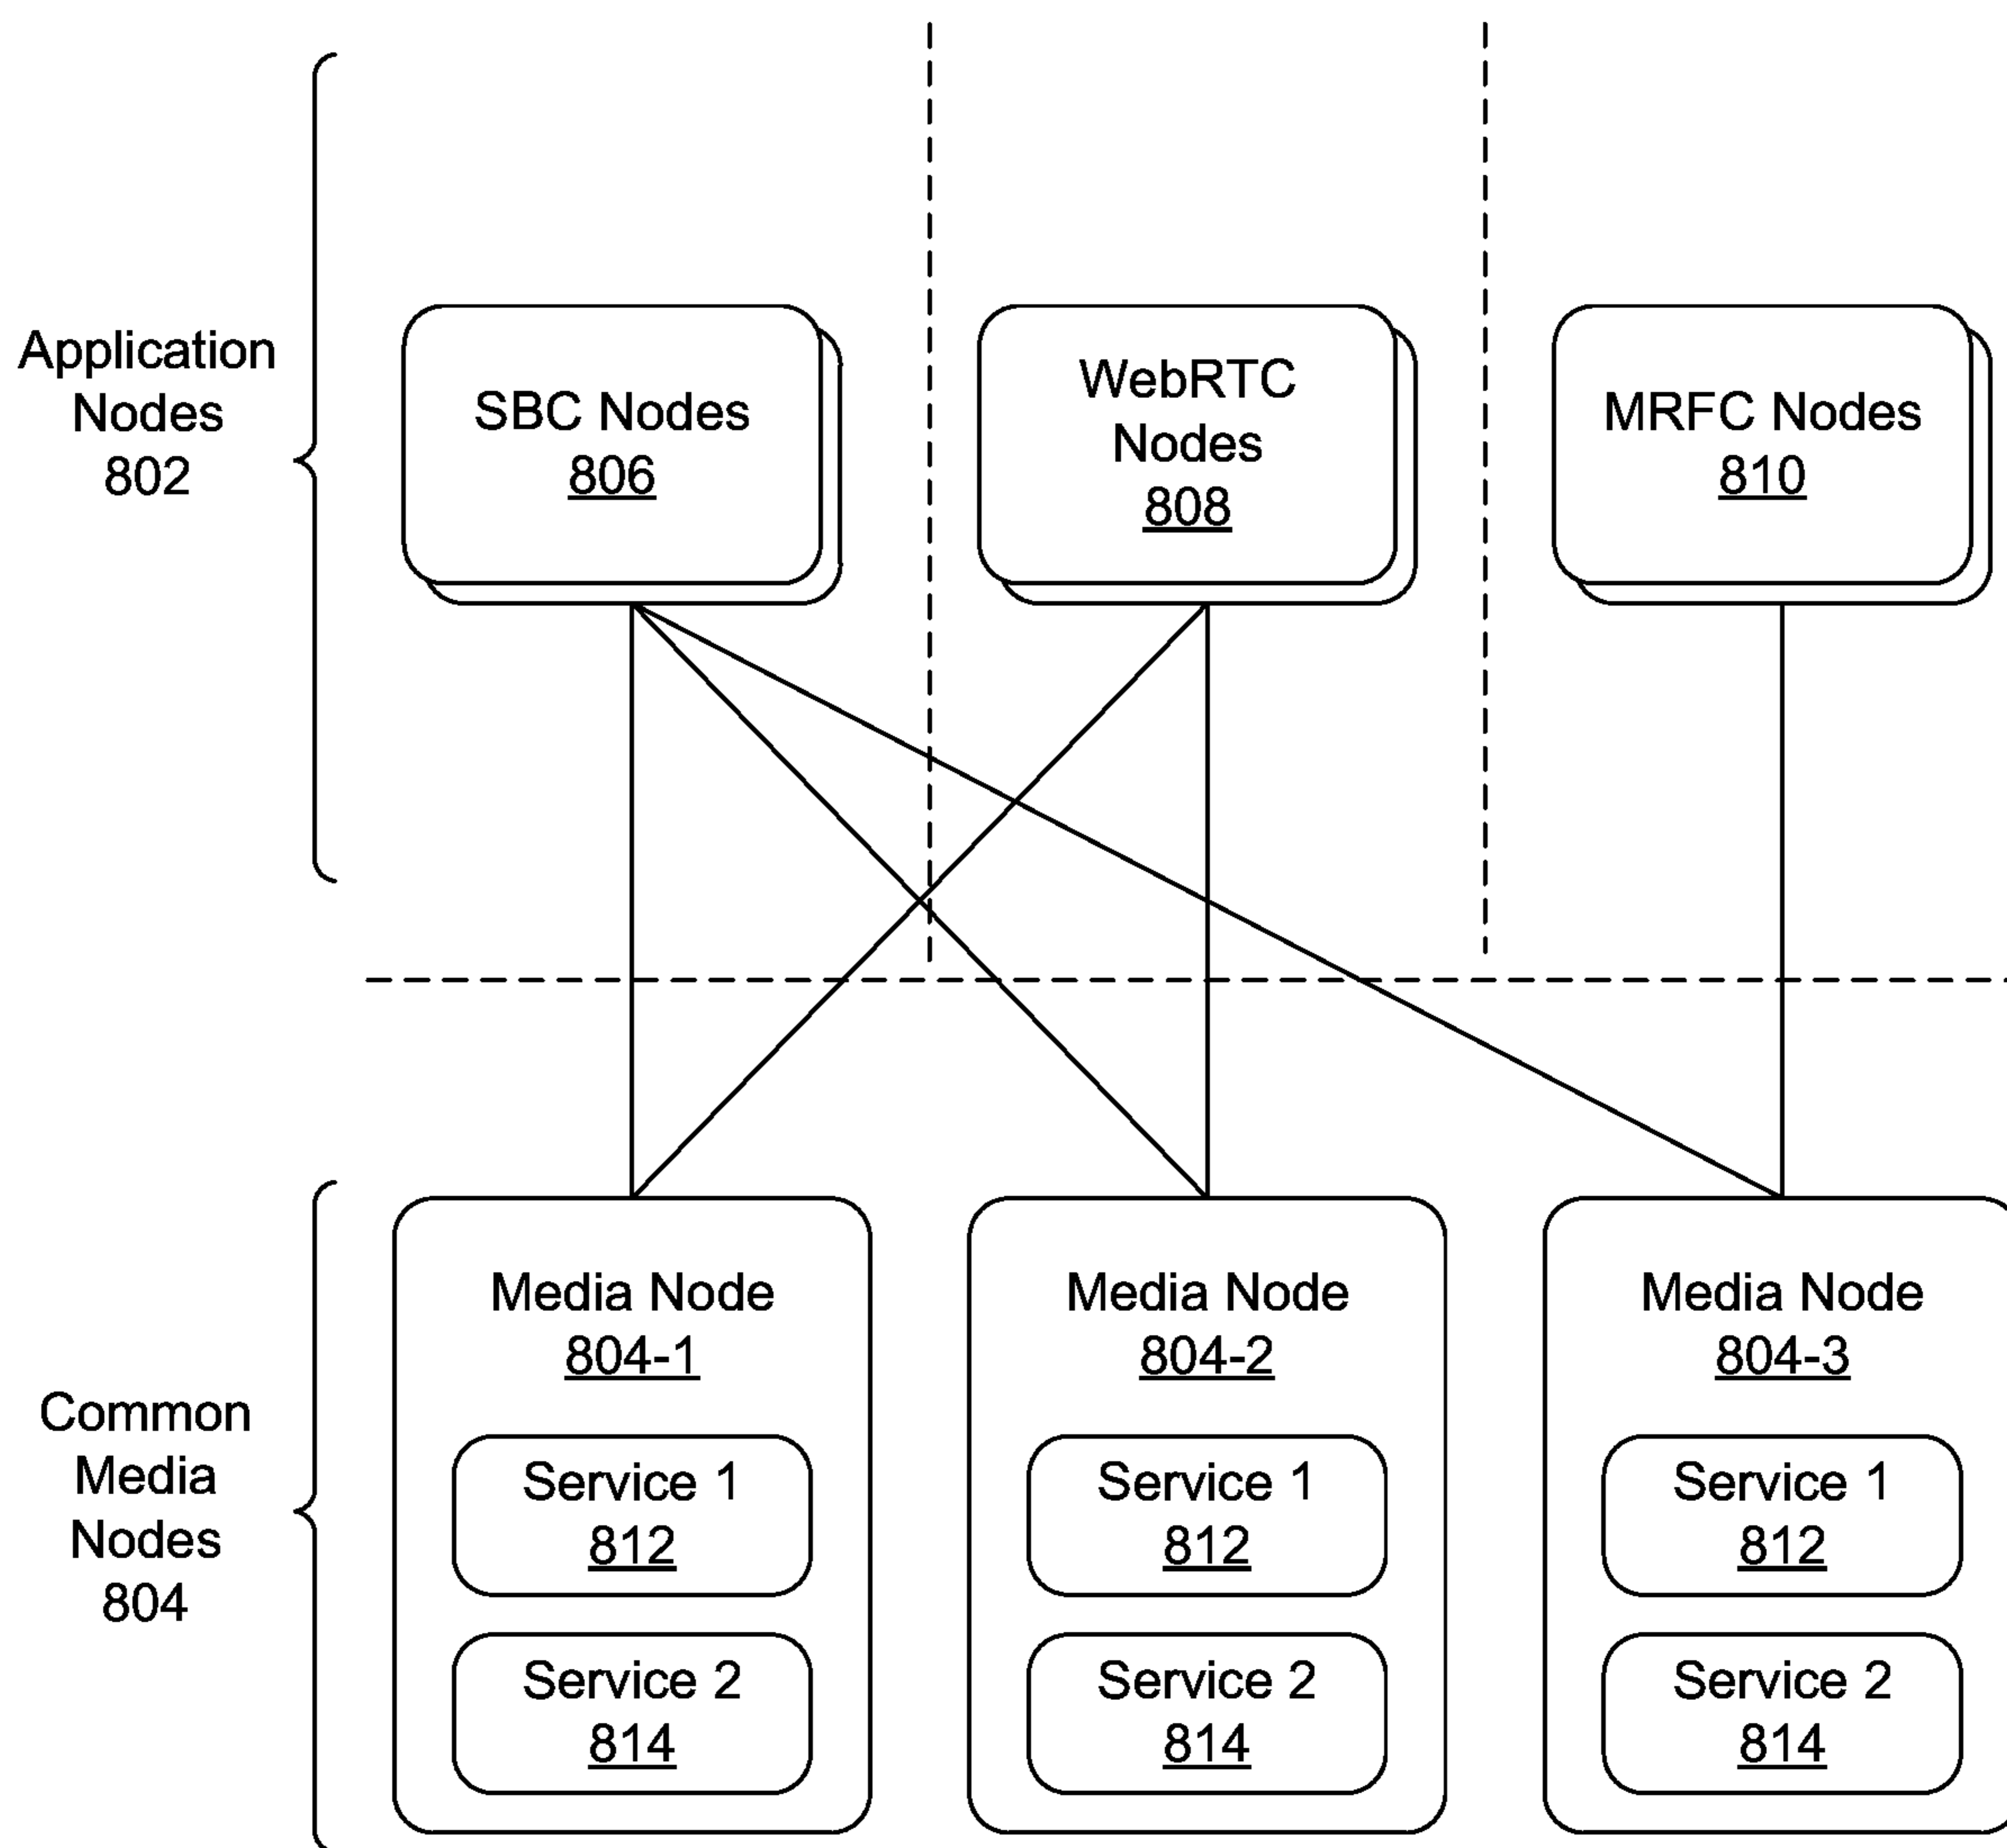 Application
Nodes
802
SBC Nodes
806
WebRTC
Nodes
808
MRFC Nodes
810
Common
Media
Nodes
804
Media Node
804-1
Service 1
812
Service 2
814
Media Node
804-2
Service 1
812
Service 2
814
Media Node
804-3
Service 1
812
Service 2
814